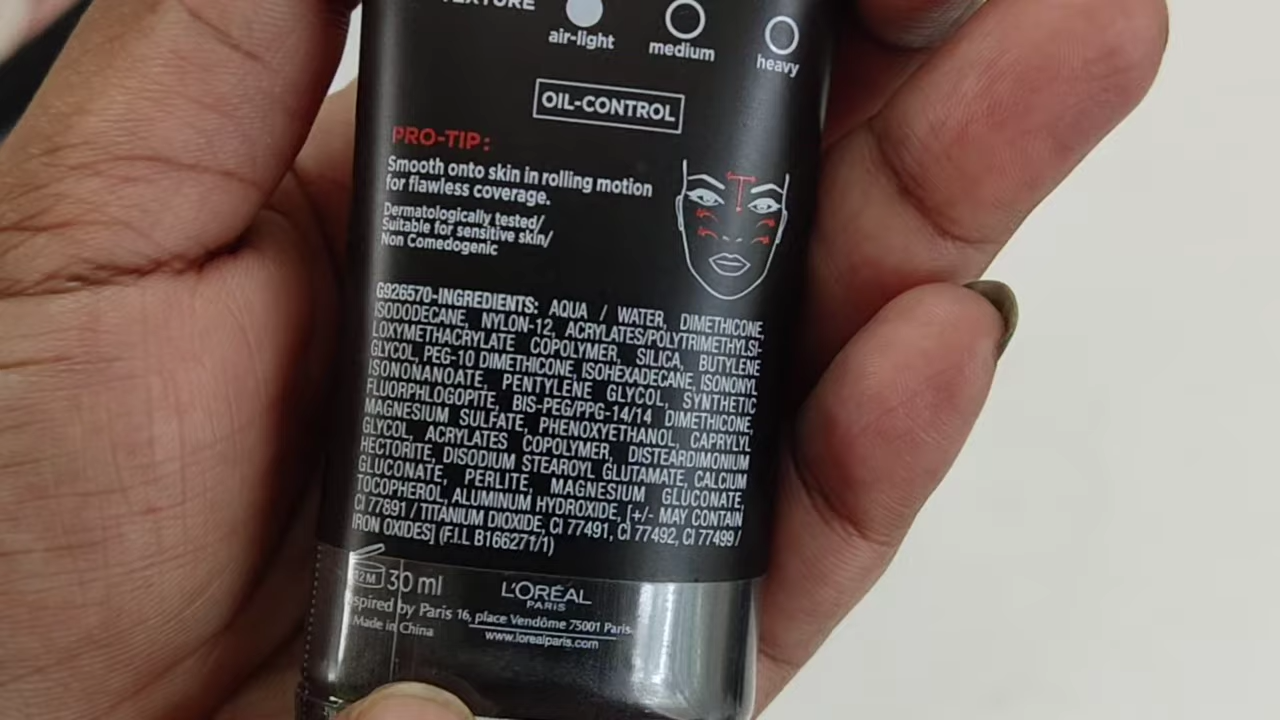 TEXTURE
air-light medium heavy
OIL-CONTROL
PRO-TIP:
Smooth onto skin in rolling motion
for flawless coverage.
Dermatologically tested/
Suitable for sensitive skin/
Non Comedogenic
G926570-INGREDIENTS: AQUA / WATER, DIMETHICONE,
ISODODECANE, NYLON-12, ACRYLATES/POLYTRIMETHYLSI-
LOXYMETHACRYLATE COPOLYMER, SILICA, BUTYLENE
GLYCOL, PEG-10 DIMETHICONE, ISOHEXADECANE, ISONONYL
ISONONANOATE, PENTYLENE GLYCOL, SYNTHETIC
FLUORPHLOGOPITE, BIS-PEG/PPG-14/14 DIMETHICONE,
MAGNESIUM SULFATE, PHENOXYETHANOL, CAPRYLYL
GLYCOL, ACRYLATES COPOLYMER, DISTEARDIMONIUM
HECTORITE, DISODIUM STEAROYL GLUTAMATE, CALCIUM
GLUCONATE, PERLITE, MAGNESIUM GLUCONATE,
TOCOPHEROL, ALUMINUM HYDROXIDE, [+/- MAY CONTAIN
CI 77891 / TITANIUM DIOXIDE, CI 77491, CI 77492, CI 77499 /
IRON OXIDES] (F.I.L B166271/1)
12M 30 ml
L'ORÉAL
PARIS
spired by Paris 16, place Vendôme 75001 Paris
Made in China
www.lorealparis.com